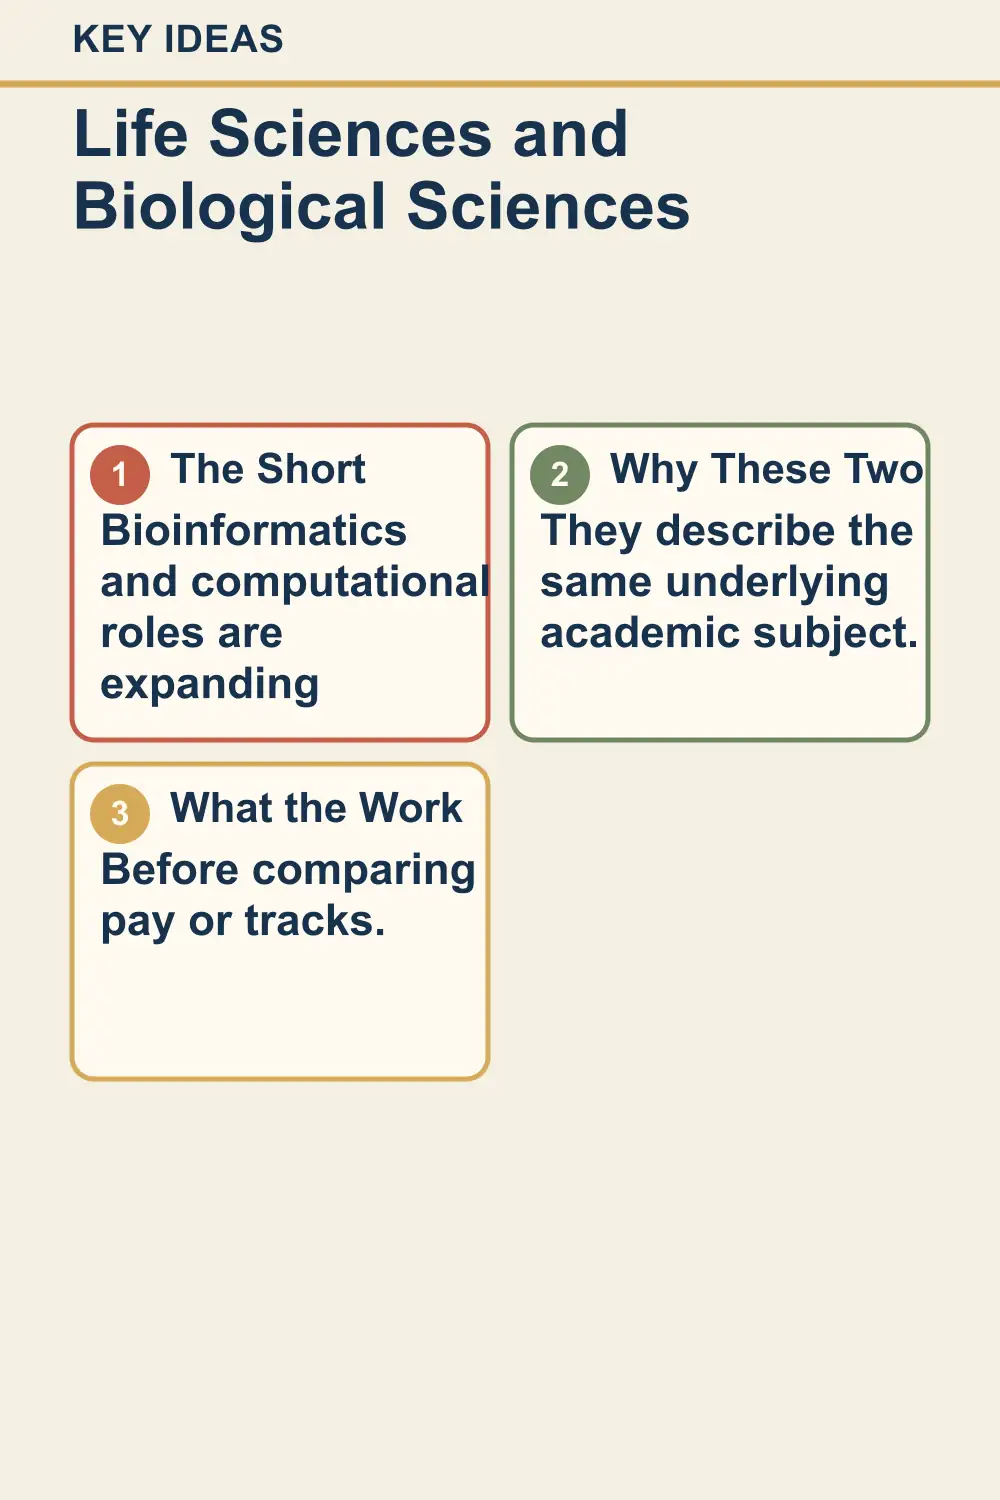 KEY IDEAS
Life Sciences and
Biological Sciences
1 The Short
Bioinformatics
and computational
roles are
expanding
2 Why These Two
They describe the
same underlying
academic subject.
3 What the Work
Before comparing
pay or tracks.